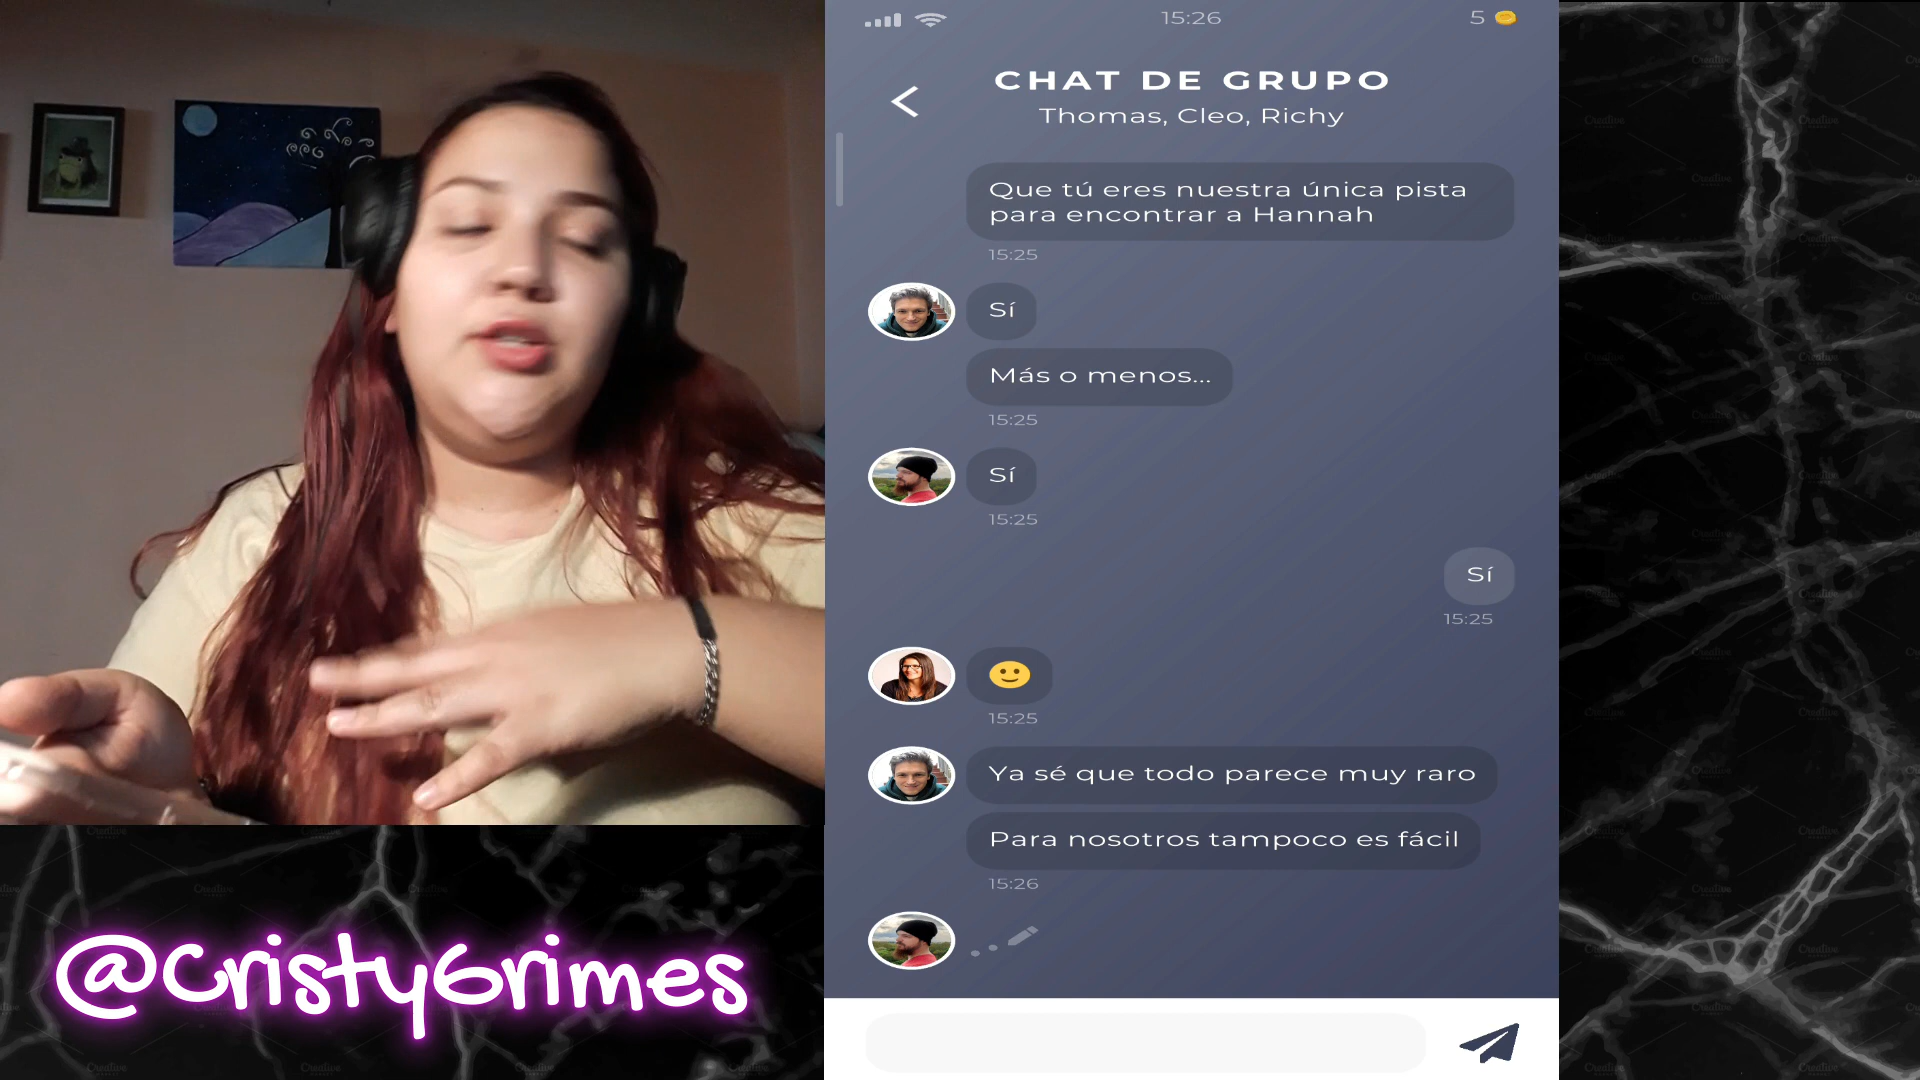 15:26
5
CHAT DE GRUPO
Thomas, Cleo, Richy
Que tú eres nuestra única pista
para encontrar a Hannah
15:25
Sí
Más o menos...
15:25
Sí
15:25
Sí
15:25
🙂
15:25
Ya sé que todo parece muy raro
Para nosotros tampoco es fácil
15:26
@CristyGrimes
Creative